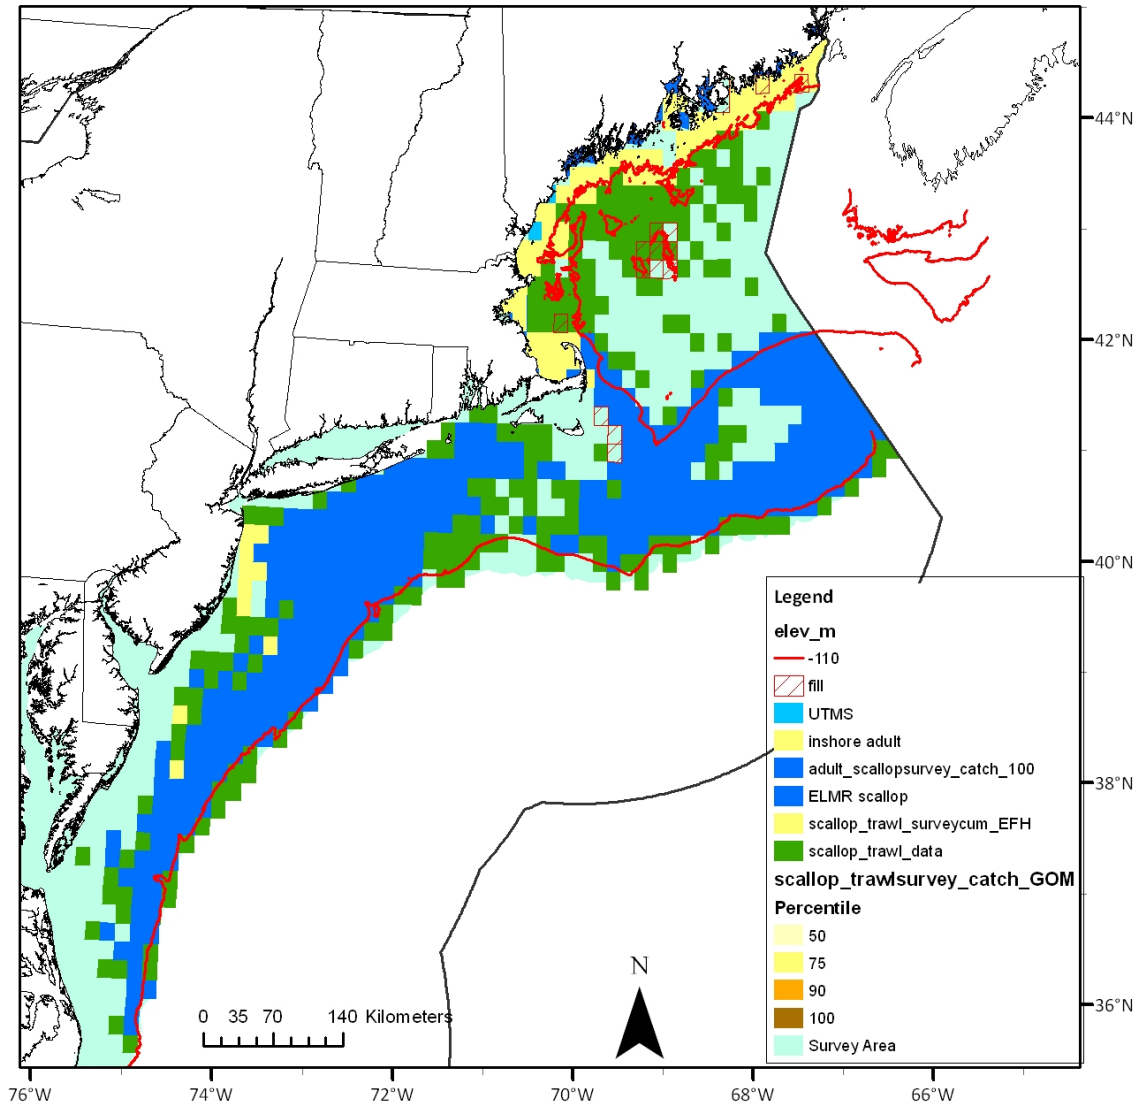 44°N
42°N
40°N
38°N
36°N
Legend
elev_m
-110
fill
UTMS
inshore adult
adult_scallopsurvey_catch_100
ELMR scallop
scallop_trawl_surveycum_EFH
scallop_trawl_data
scallop_trawlsurvey_catch_GOM
Percentile
50
75
90
100
Survey Area
N
0 35 70 140 Kilometers
76°W 74°W 72°W 70°W 68°W 66°W